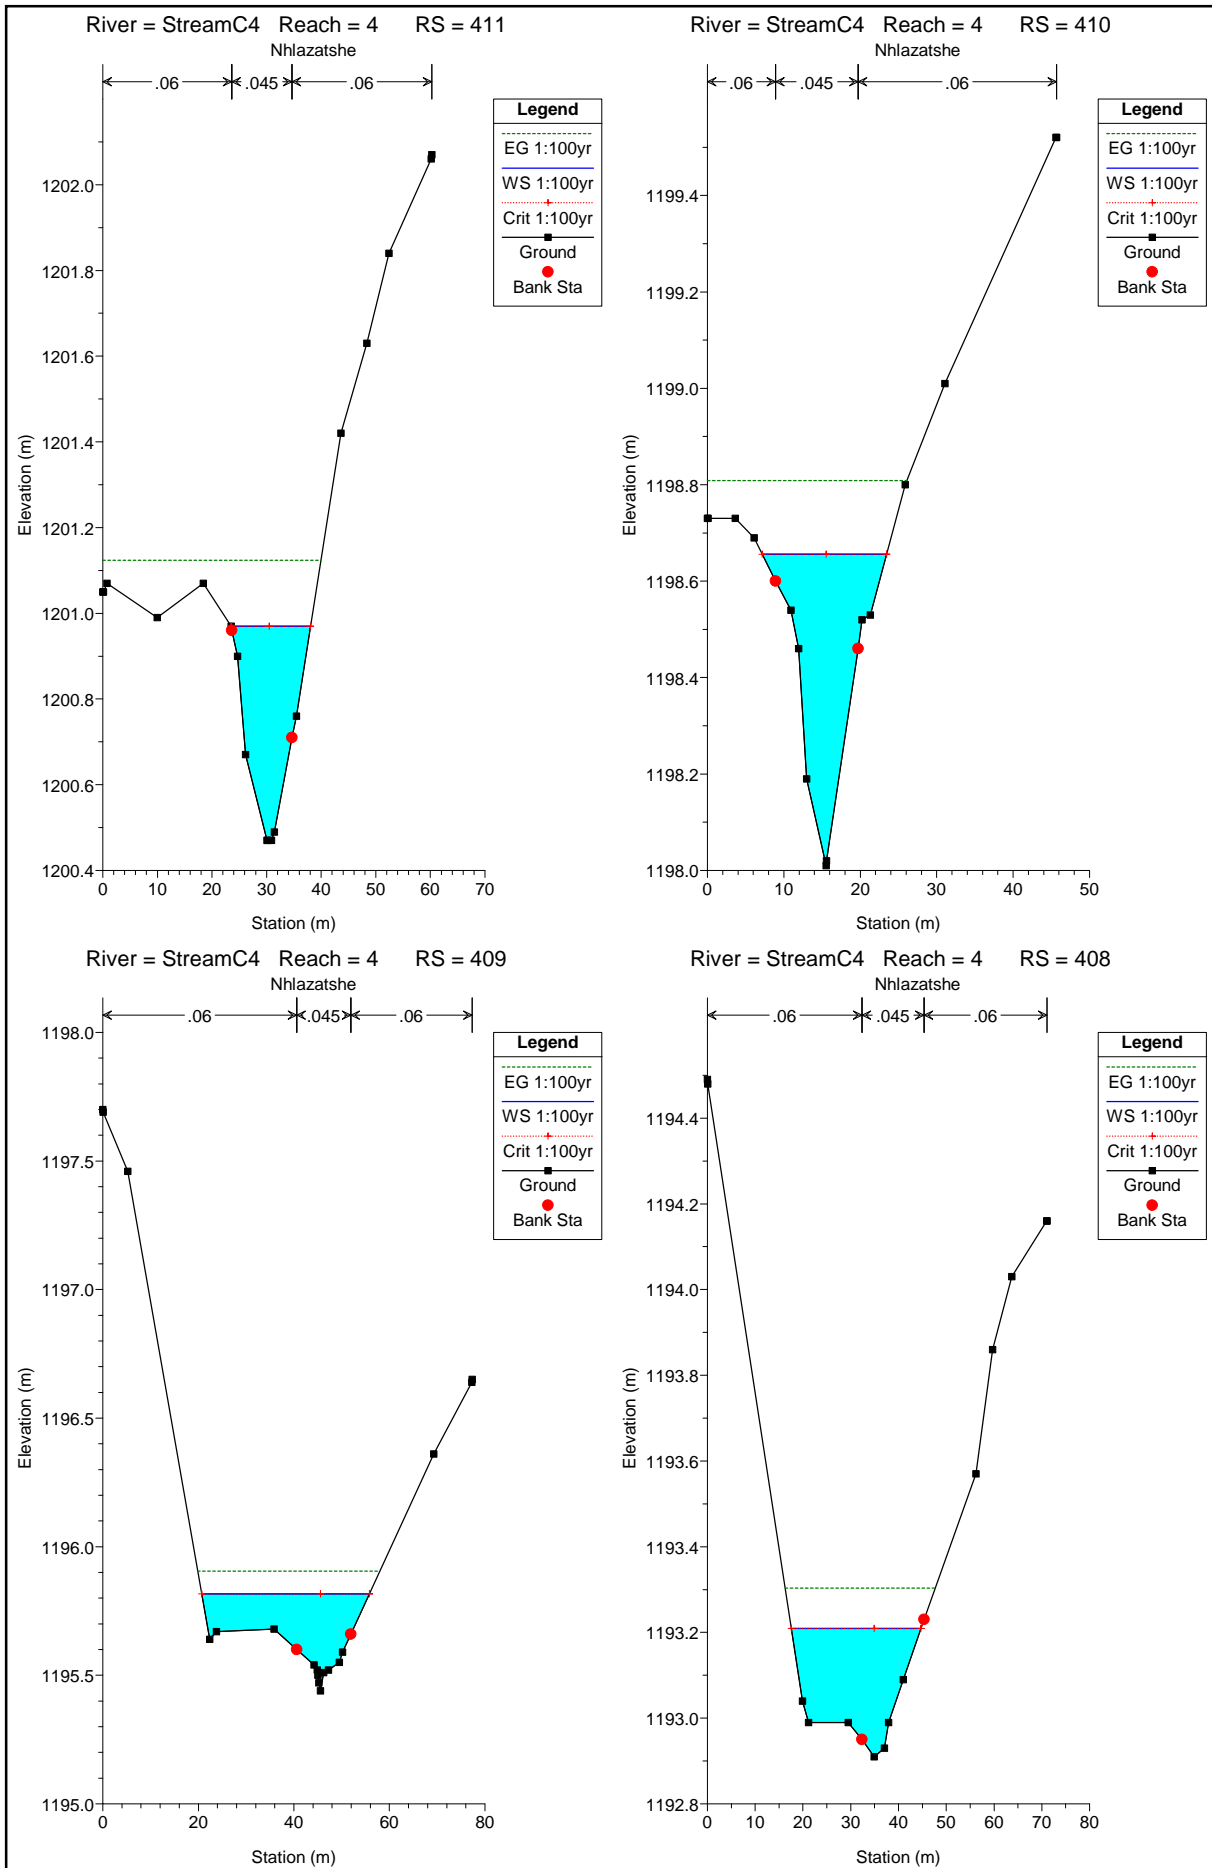 River = StreamC4 Reach = 4 RS = 411
Nhlazatshe
.06 .045 .06
Legend
EG 1:100yr
WS 1:100yr
Crit 1:100yr
Ground
Bank Sta
1202.0
1201.8
1201.6
1201.4
1201.2
1201.0
1200.8
1200.6
1200.4
Elevation (m)
0 10 20 30 40 50 60 70
Station (m)
River = StreamC4 Reach = 4 RS = 410
Nhlazatshe
.06 .045 .06
Legend
EG 1:100yr
WS 1:100yr
Crit 1:100yr
Ground
Bank Sta
1199.4
1199.2
1199.0
1198.8
1198.6
1198.4
1198.2
1198.0
Elevation (m)
0 10 20 30 40 50
Station (m)
River = StreamC4 Reach = 4 RS = 409
Nhlazatshe
.06 .045 .06
Legend
EG 1:100yr
WS 1:100yr
Crit 1:100yr
Ground
Bank Sta
1198.0
1197.5
1197.0
1196.5
1196.0
1195.5
1195.0
Elevation (m)
0 20 40 60 80
Station (m)
River = StreamC4 Reach = 4 RS = 408
Nhlazatshe
.06 .045 .06
Legend
EG 1:100yr
WS 1:100yr
Crit 1:100yr
Ground
Bank Sta
1194.4
1194.2
1194.0
1193.8
1193.6
1193.4
1193.2
1193.0
1192.8
Elevation (m)
0 10 20 30 40 50 60 70 80
Station (m)